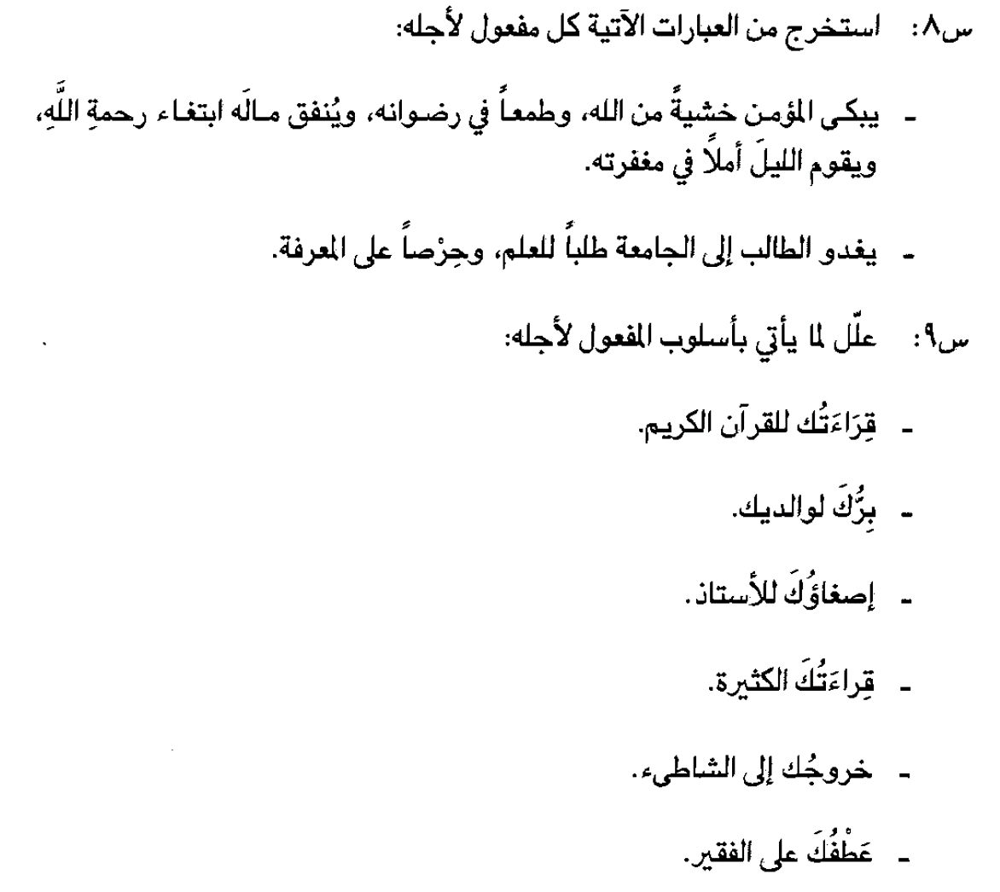 س٨: استخرج من العبارات الآتية كل مفعول لأجله:
- يبكى المؤمن خشيةً من الله، وطمعاً في رضوانه، ويُنفق مالَه ابتغاء رحمةِ اللَّهِ،
ويقوم الليلَ أملاً في مغفرته.
- يغدو الطالب إلى الجامعة طلباً للعلم، وحِرْصاً على المعرفة.
س٩: علّل لما يأتي بأسلوب المفعول لأجله:
- قِرَاءَتُك للقرآن الكريم.
- بِرُّكَ لوالديك.
- إصغاؤُكَ للأستاذ.
- قِراءَتُكَ الكثيرة.
- خروجُك إلى الشاطىء.
- عَطْفُكَ على الفقير.